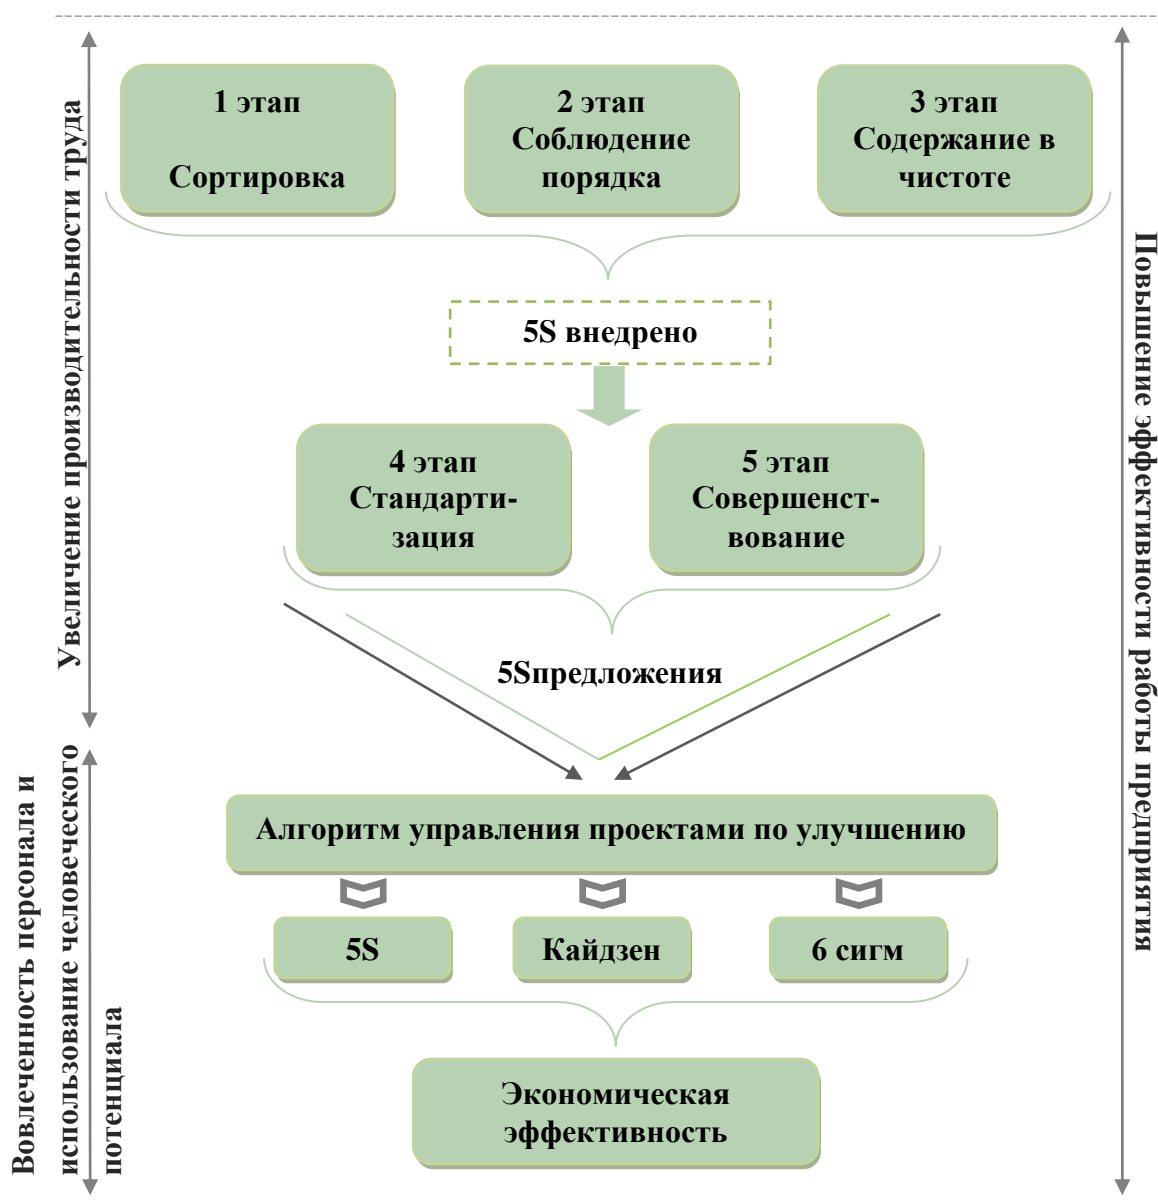 1 этап
Сортировка
2 этап
Соблюдение
порядка
3 этап
Содержание в
чистоте
5S внедрено
4 этап
Стандарти-
зация
5 этап
Совершенст-
вование
5Sпредложения
Алгоритм управления проектами по улучшению
5S
Кайдзен
6 сигм
Экономическая
эффективность
Увеличение производительности труда
Вовлеченность персонала и
использование человеческого
потенциала
Повышение эффективности работы предприятия